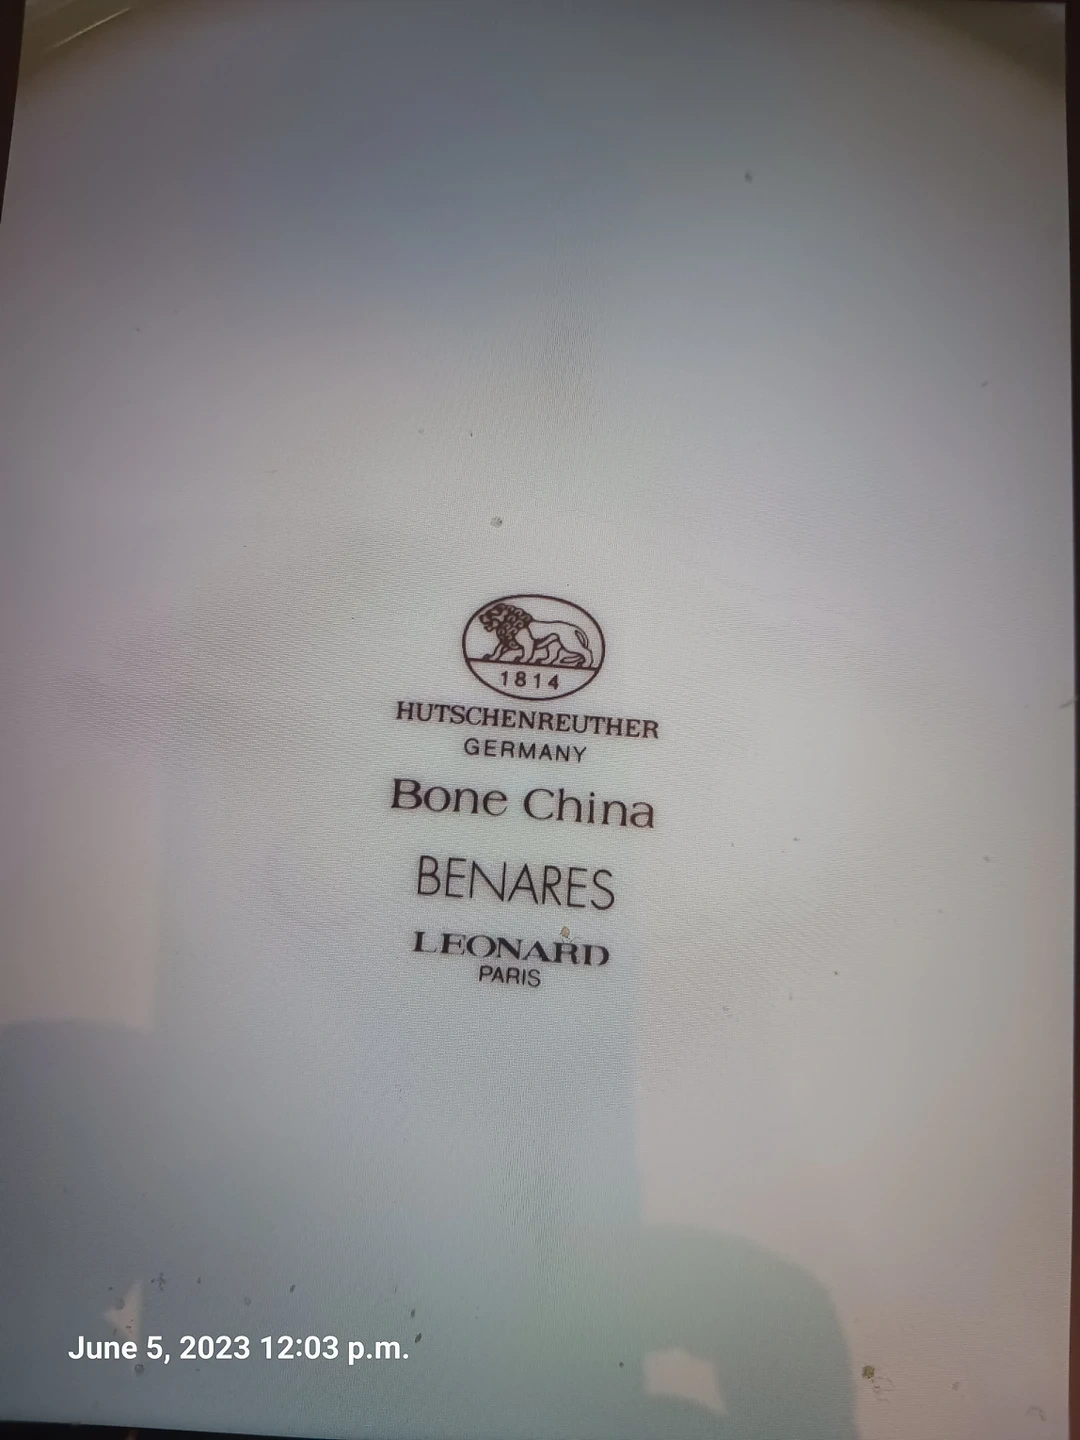 1814
HUTSCHENREUTHER
GERMANY
Bone China
BENARES
LEONARD
PARIS
June 5, 2023 12:03 p.m.